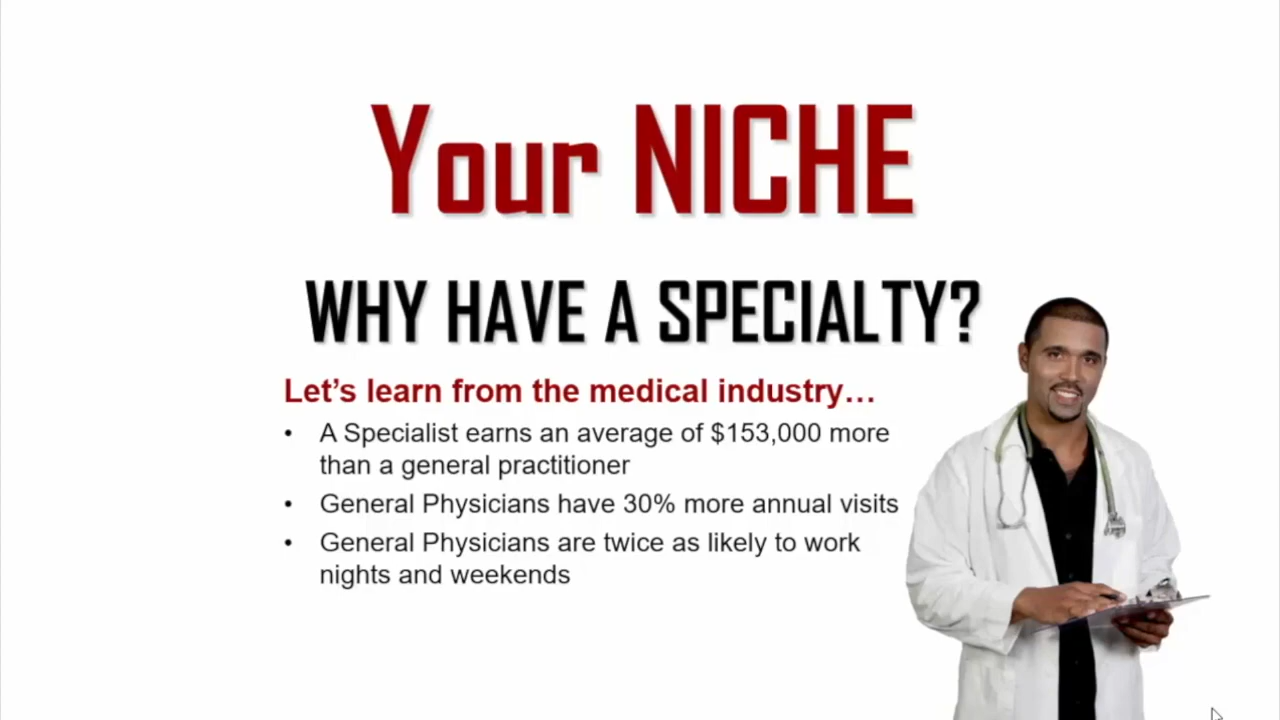 Your NICHE
WHY HAVE A SPECIALTY?
Let’s learn from the medical industry…
• A Specialist earns an average of $153,000 more
than a general practitioner
• General Physicians have 30% more annual visits
• General Physicians are twice as likely to work
nights and weekends